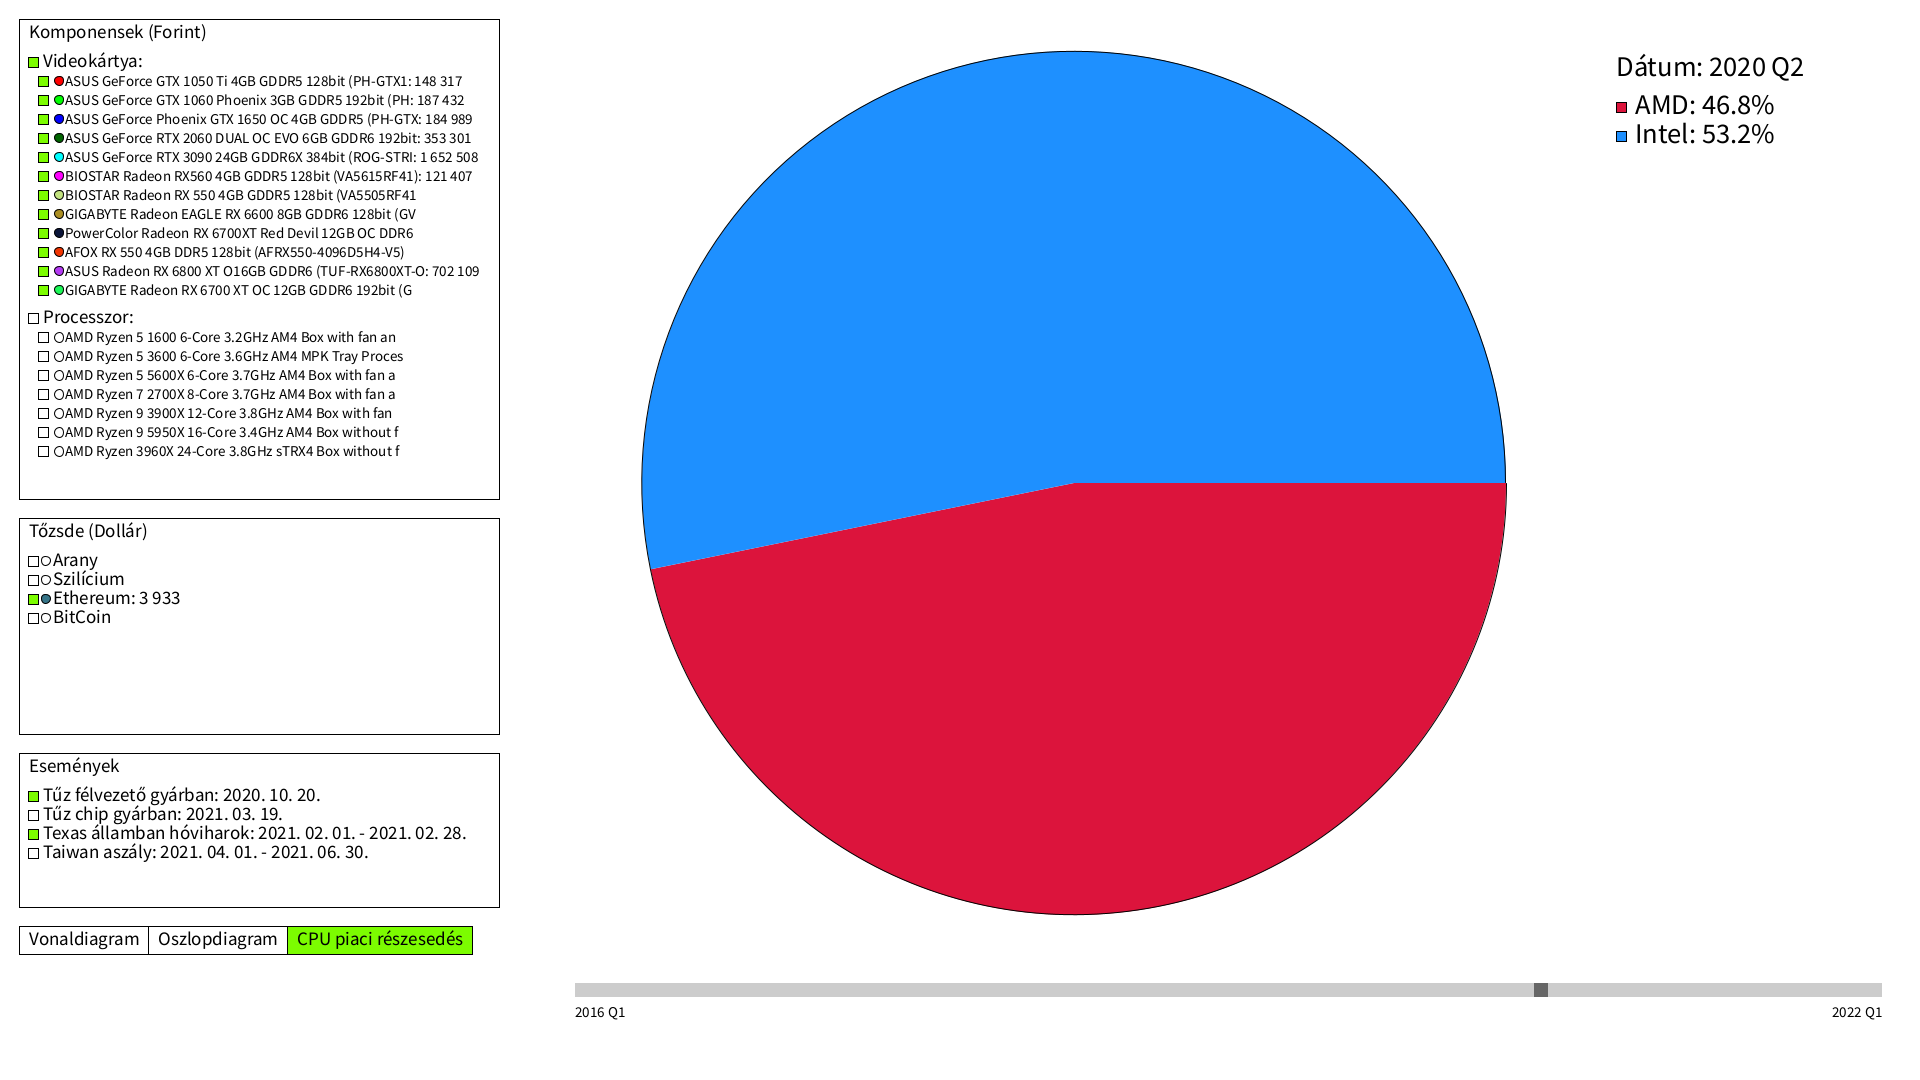 Komponensek (Forint)
Videokártya:
ASUS GeForce GTX 1050 Ti 4GB GDDR5 128bit (PH-GTX1: 148 317
ASUS GeForce GTX 1060 Phoenix 3GB GDDR5 192bit (PH: 187 432
ASUS GeForce Phoenix GTX 1650 OC 4GB GDDR5 (PH-GTX: 184 989
ASUS GeForce RTX 2060 DUAL OC EVO 6GB GDDR6 192bit: 353 301
ASUS GeForce RTX 3090 24GB GDDR6X 384bit (ROG-STRI: 1 652 508
BIOSTAR Radeon RX560 4GB GDDR5 128bit (VA5615RF41): 121 407
BIOSTAR Radeon RX 550 4GB GDDR5 128bit (VA5505RF41
GIGABYTE Radeon EAGLE RX 6600 8GB GDDR6 128bit (GV
PowerColor Radeon RX 6700XT Red Devil 12GB OC DDR6
AFOX RX 550 4GB DDR5 128bit (AFRX550-4096D5H4-V5)
ASUS Radeon RX 6800 XT O16GB GDDR6 (TUF-RX6800XT-O: 702 109
GIGABYTE Radeon RX 6700 XT OC 12GB GDDR6 192bit (G
Processzor:
AMD Ryzen 5 1600 6-Core 3.2GHz AM4 Box with fan an
AMD Ryzen 5 3600 6-Core 3.6GHz AM4 MPK Tray Proces
AMD Ryzen 5 5600X 6-Core 3.7GHz AM4 Box with fan a
AMD Ryzen 7 2700X 8-Core 3.7GHz AM4 Box with fan a
AMD Ryzen 9 3900X 12-Core 3.8GHz AM4 Box with fan
AMD Ryzen 9 5950X 16-Core 3.4GHz AM4 Box without f
AMD Ryzen 3960X 24-Core 3.8GHz sTRX4 Box without f
Tőzsde (Dollár)
Arany
Szilícium
Ethereum: 3 933
BitCoin
Események
Tűz félvezető gyárban: 2020. 10. 20.
Tűz chip gyárban: 2021. 03. 19.
Texas államban hóviharok: 2021. 02. 01. - 2021. 02. 28.
Taiwan aszály: 2021. 04. 01. - 2021. 06. 30.
Vonaldiagram Oszlopdiagram CPU piaci részesedés
Dátum: 2020 Q2
AMD: 46.8%
Intel: 53.2%
2016 Q1 2022 Q1